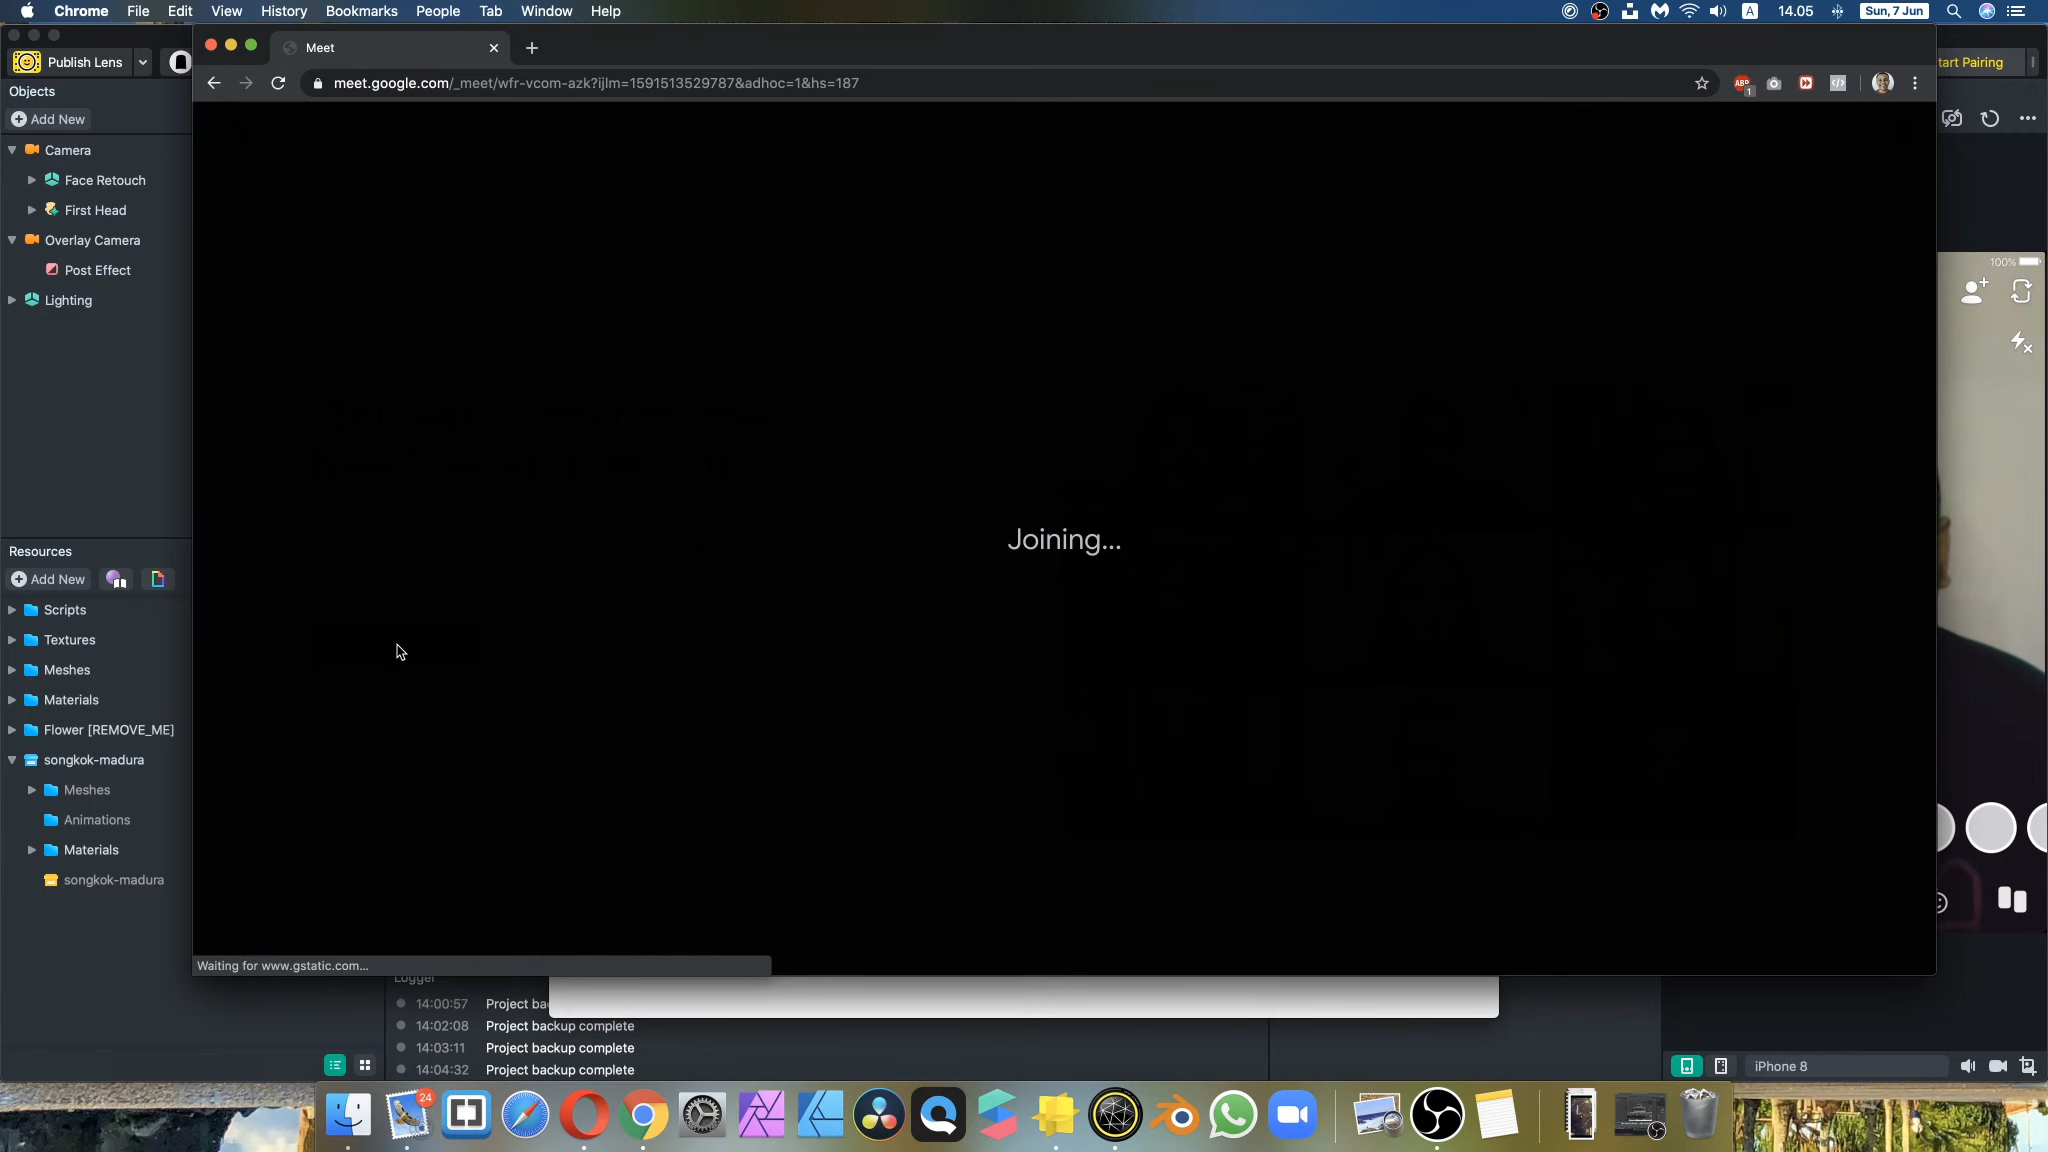 Chrome File Edit View History Bookmarks People Tab Window Help
A 14.05 Sun, 7 Jun
Publish Lens
Meet
tart Pairing
meet.google.com/_meet/wfr-vcom-azk?ijlm=1591513529787&adhoc=1&hs=187
ABP 1
Objects
Add New
Camera
Face Retouch
First Head
Overlay Camera
Post Effect
Lighting
100%
Joining...
Resources
Add New
Scripts
Textures
Meshes
Materials
Flower [REMOVE_ME]
songkok-madura
Meshes
Animations
Materials
songkok-madura
Waiting for www.gstatic.com...
Logger
14:00:57 Project ba
14:02:08 Project backup complete
14:03:11 Project backup complete
14:04:32 Project backup complete
iPhone 8
24